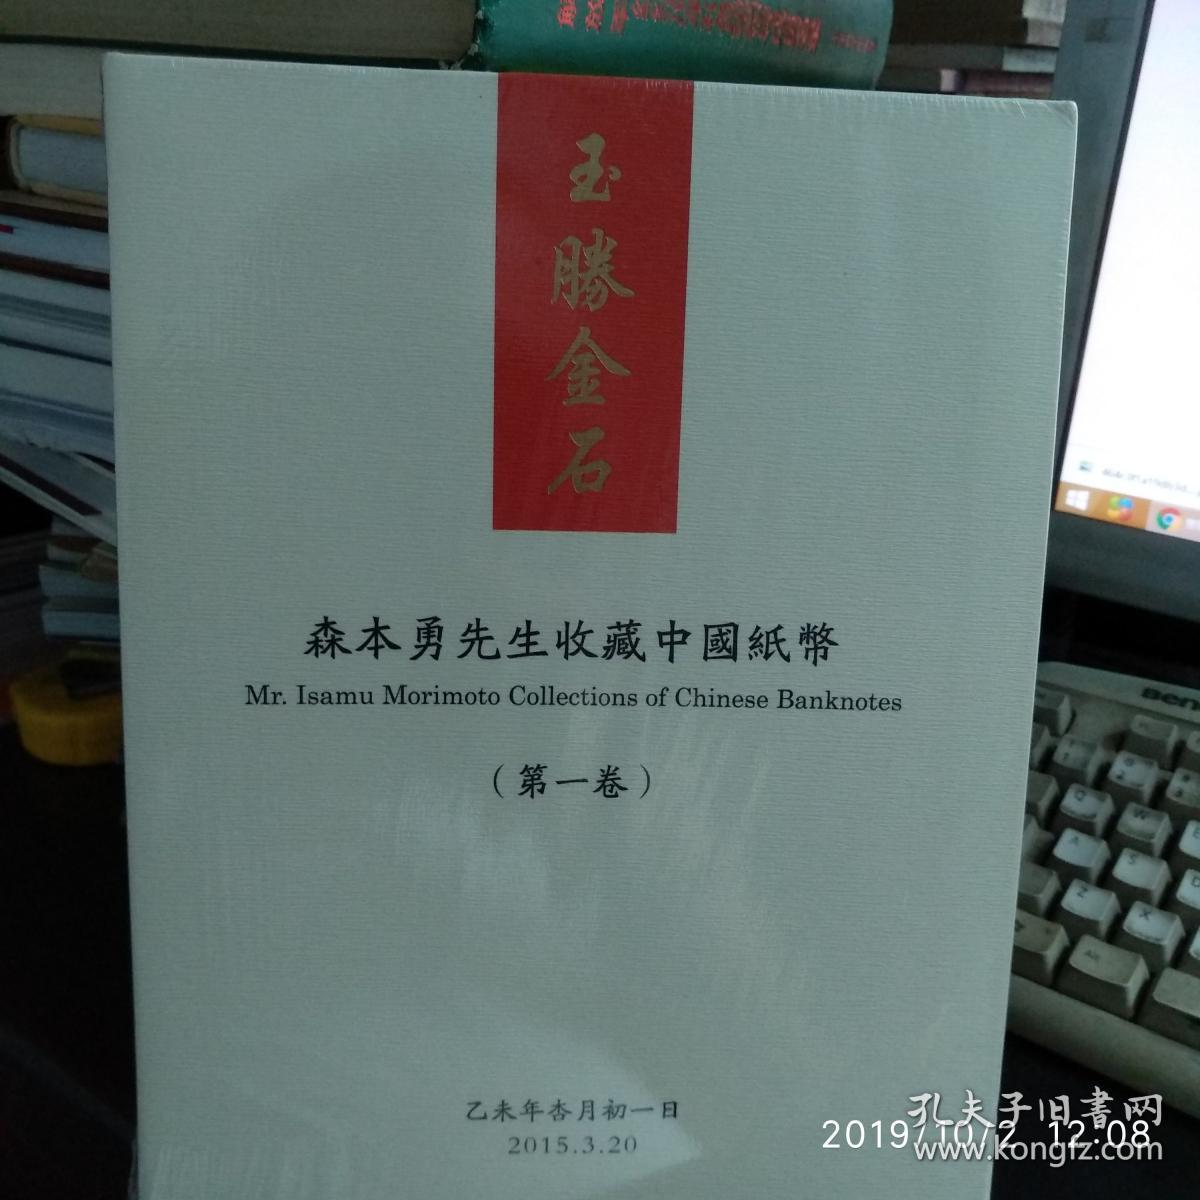 玉勝金石
森本勇先生收藏中國紙幣
Mr. Isamu Morimoto Collections of Chinese Banknotes
（第一卷）
乙未年杏月初一日
2015.3.20
孔夫子旧書网
2019/10/2 12:08
www.kongfz.com
BenQ